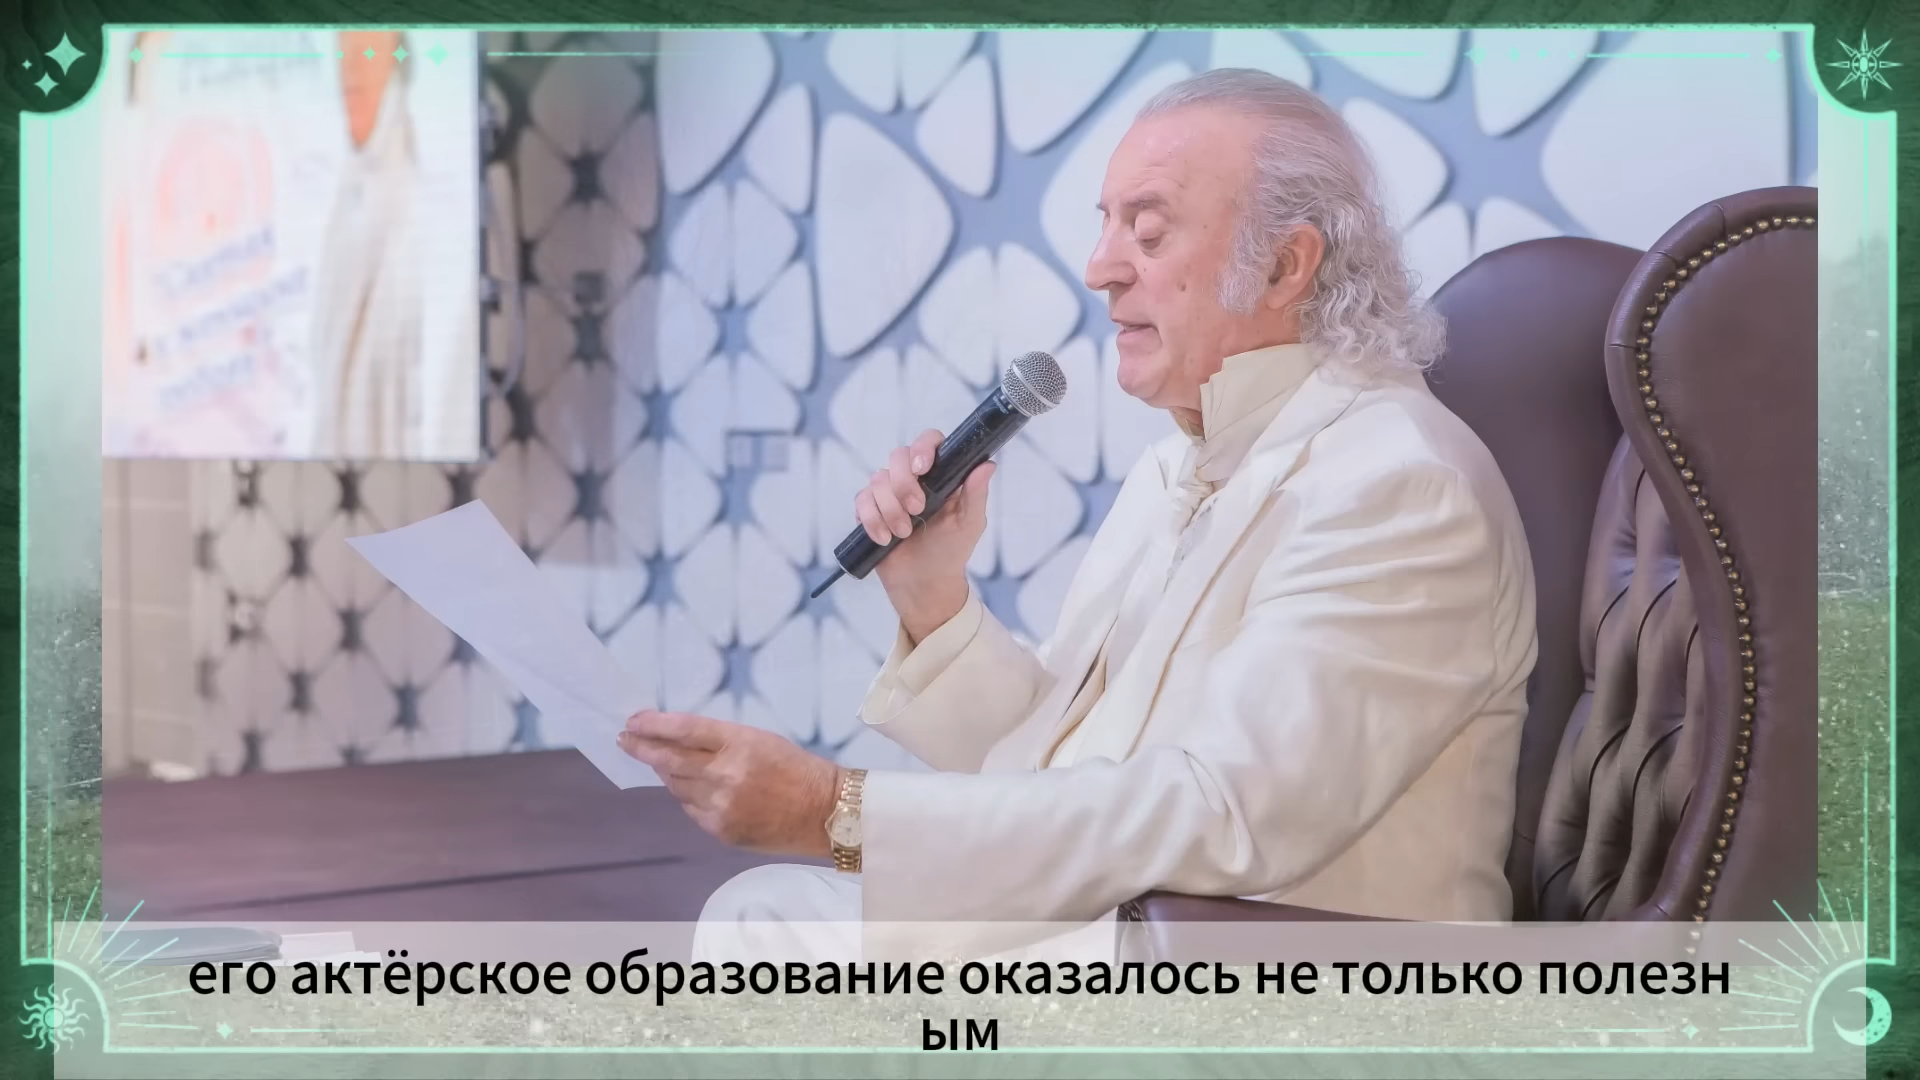 его актёрское образование оказалось не только полезн
ым